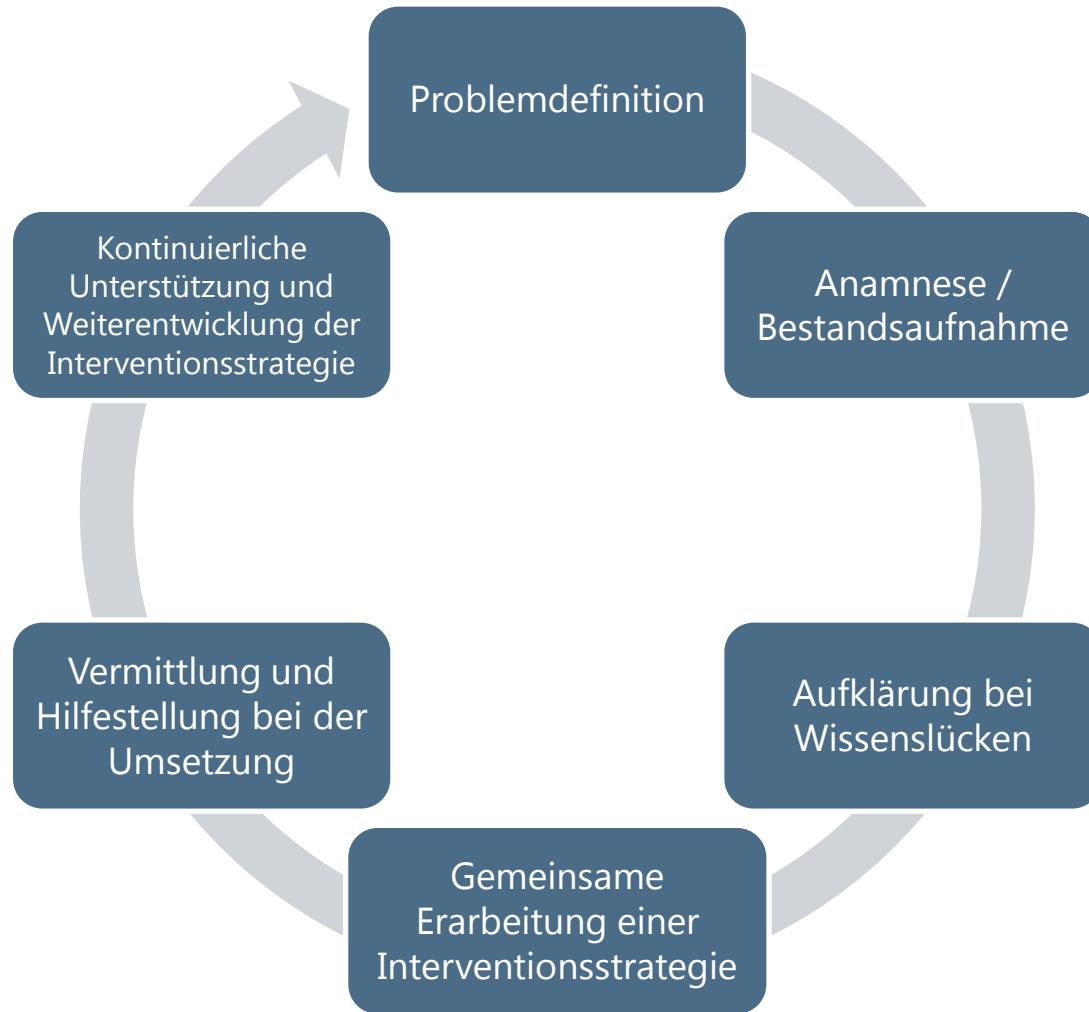 Problemdefinition
Anamnese /
Bestandsaufnahme
Aufklärung bei
Wissenslücken
Gemeinsame
Erarbeitung einer
Interventionsstrategie
Vermittlung und
Hilfestellung bei der
Umsetzung
Kontinuierliche
Unterstützung und
Weiterentwicklung der
Interventionsstrategie